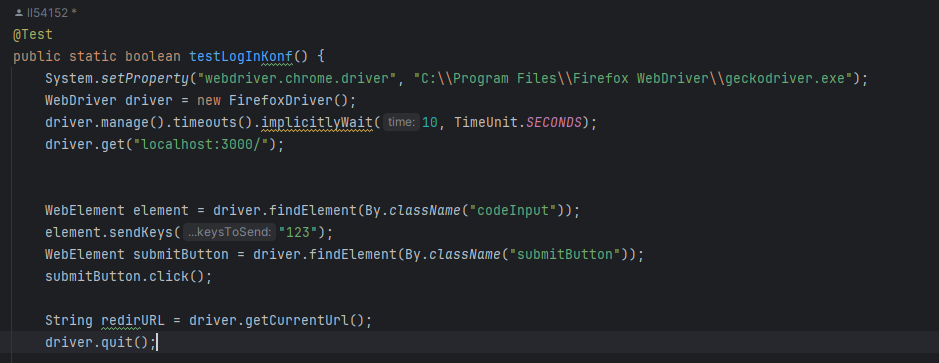 ll54152 *
@Test
public static boolean testLogInKonf() {
System.setProperty("webdriver.chrome.driver", "C:\\Program Files\\Firefox WebDriver\\geckodriver.exe");
WebDriver driver = new FirefoxDriver();
driver.manage().timeouts().implicitlyWait( time: 10, TimeUnit.SECONDS);
driver.get("localhost:3000/");
WebElement element = driver.findElement(By.className("codeInput"));
element.sendKeys( ...keysToSend: "123");
WebElement submitButton = driver.findElement(By.className("submitButton"));
submitButton.click();
String redirURL = driver.getCurrentUrl();
driver.quit();